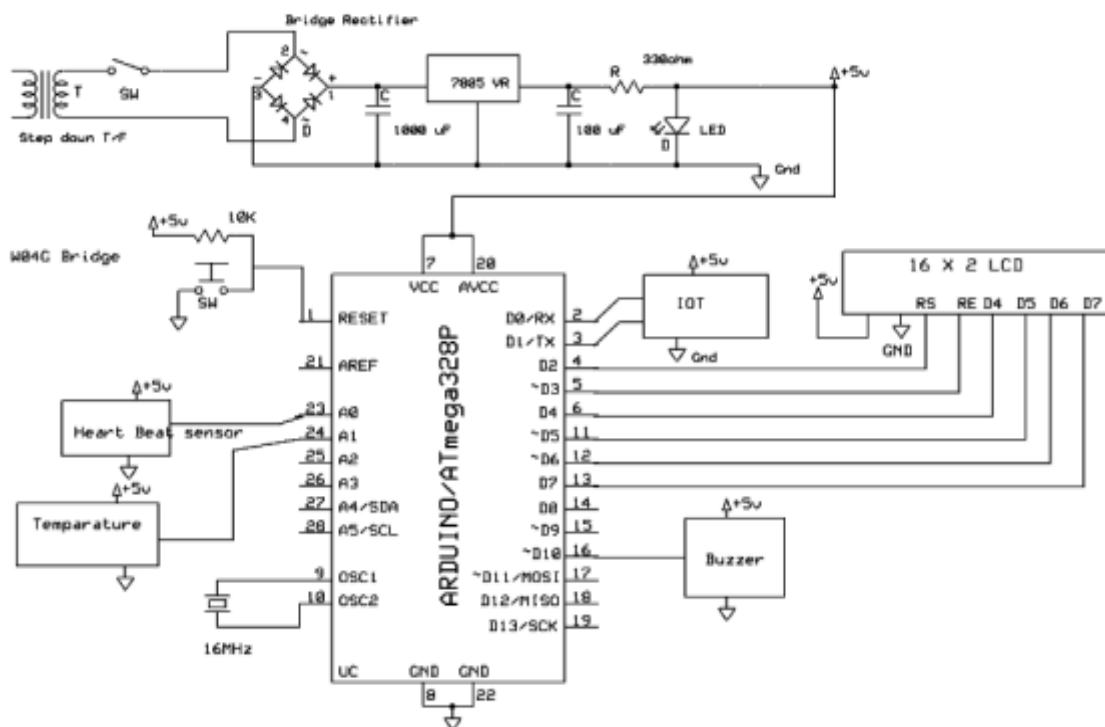 Bridge Rectifier
T
SW
Step down T/F
2
~
-
+
3
1
4
~
D
C
1000 uF
7805 VR
C
100 uF
R
330ohm
+5v
D
LED
Gnd
+5v
10K
W04G Bridge
SW
7
20
VCC
AVCC
ARDUINO/ATmega328P
1 RESET
21 AREF
23 A0
24 A1
25 A2
26 A3
27 A4/SDA
28 A5/SCL
9 OSC1
10 OSC2
UC
GND
GND
8
22
D0/RX 2
D1/TX 3
D2 4
~D3 5
D4 6
~D5 11
~D6 12
D7 13
D8 14
~D9 15
~D10 16
~D11/MOSI 17
D12/MISO 18
D13/SCK 19
+5v
Heart Beat sensor
+5v
Temparature
16MHz
+5v
IOT
Gnd
16 X 2 LCD
+5v
GND
RS RE D4 D5 D6 D7
+5v
Buzzer